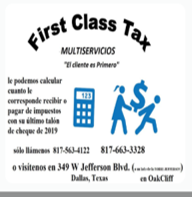 First Class Tax
MULTISERVICIOS
"El cliente es Primero"
le podemos calcular
cuanto le
corresponde recibir o
pagar de impuestos
con su último talón
de cheque de 2019
123
$
sólo llámenos 817-563-4122 817-663-3328
o visítenos en 349 W Jefferson Blvd.
Dallas, Texas en OakCliff